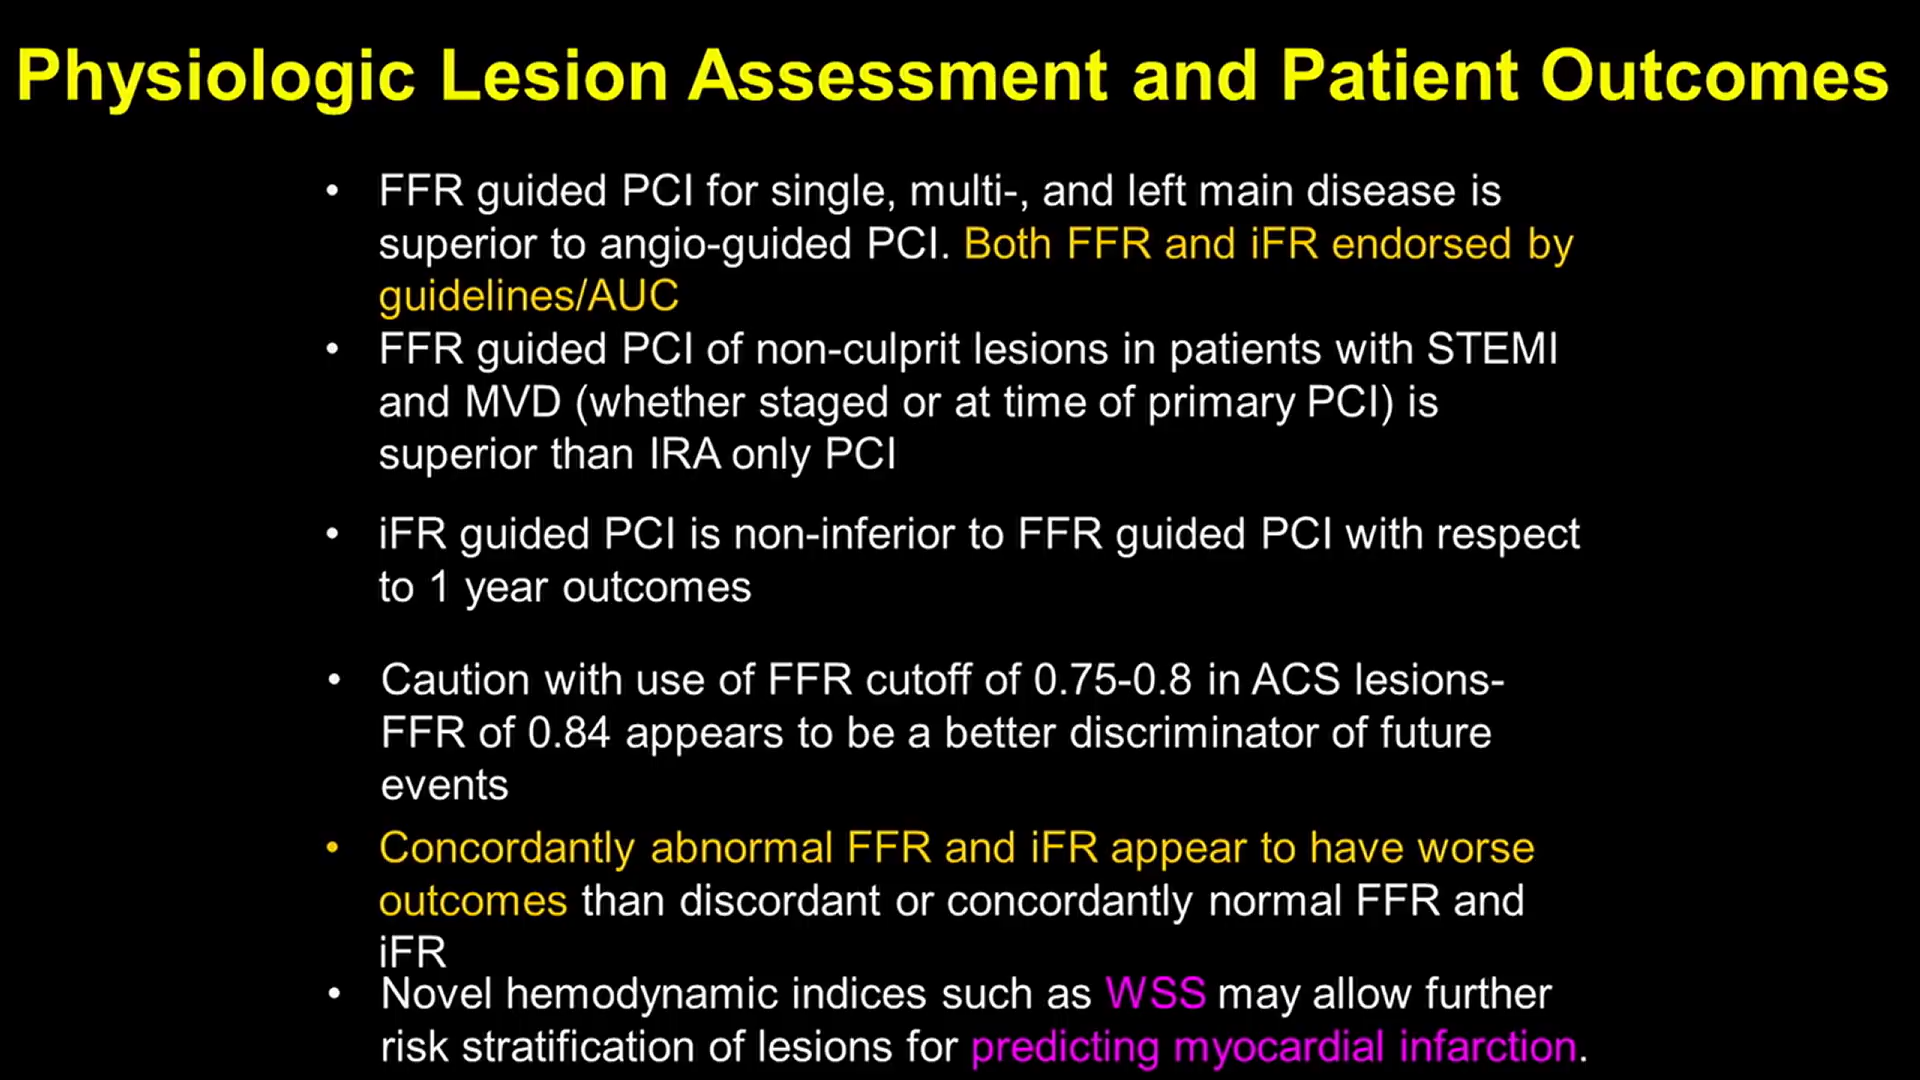 Physiologic Lesion Assessment and Patient Outcomes
• FFR guided PCI for single, multi-, and left main disease is
superior to angio-guided PCI. Both FFR and iFR endorsed by
guidelines/AUC
• FFR guided PCI of non-culprit lesions in patients with STEMI
and MVD (whether staged or at time of primary PCI) is
superior than IRA only PCI
• iFR guided PCI is non-inferior to FFR guided PCI with respect
to 1 year outcomes
• Caution with use of FFR cutoff of 0.75-0.8 in ACS lesions-
FFR of 0.84 appears to be a better discriminator of future
events
• Concordantly abnormal FFR and iFR appear to have worse
outcomes than discordant or concordantly normal FFR and
iFR
• Novel hemodynamic indices such as WSS may allow further
risk stratification of lesions for predicting myocardial infarction.